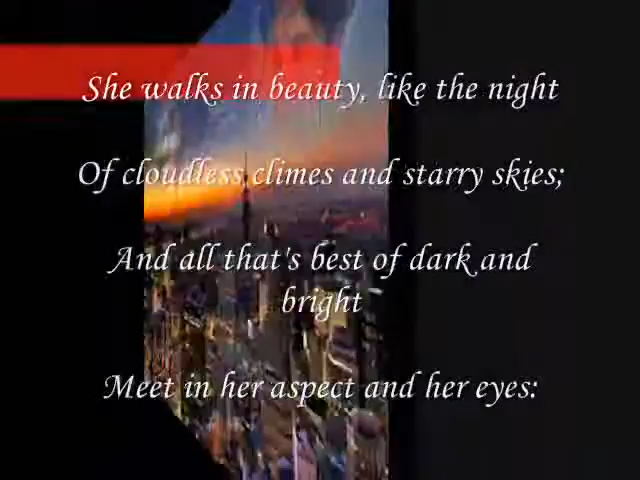 She walks in beauty, like the night
Of cloudless climes and starry skies;
And all that's best of dark and
bright
Meet in her aspect and her eyes: